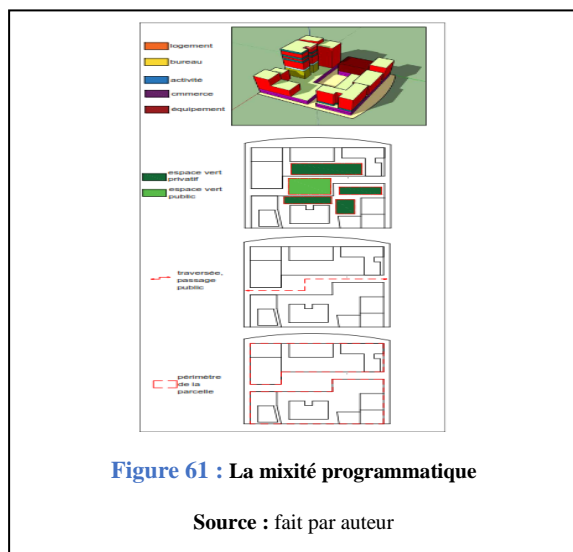 logement
bureau
activité
cmmerce
équipement
espace vert
privatif
espace vert
public
traversée,
passage
public
périmètre
de la
parcelle
Figure 61 : La mixité programmatique
Source : fait par auteur